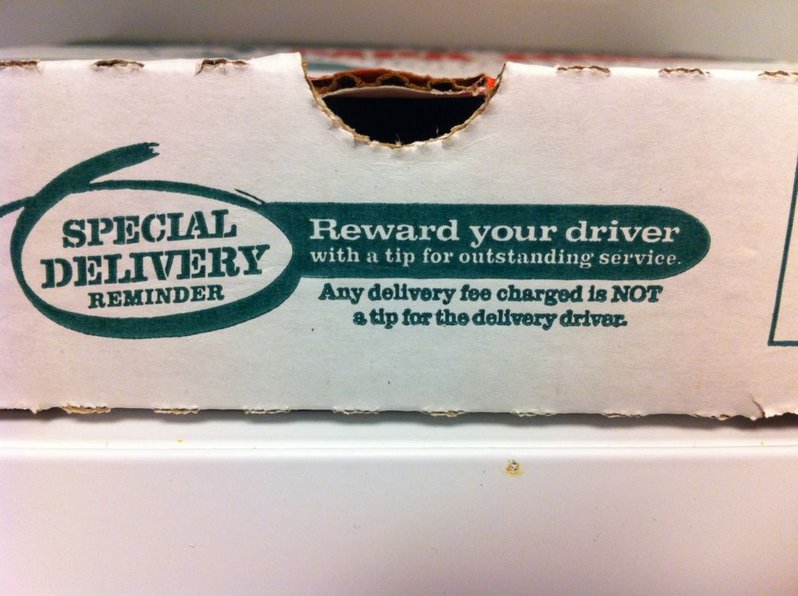 SPECIAL
DELIVERY
REMINDER
Reward your driver
with a tip for outstanding service.
Any delivery fee charged is NOT
a tip for the delivery driver.